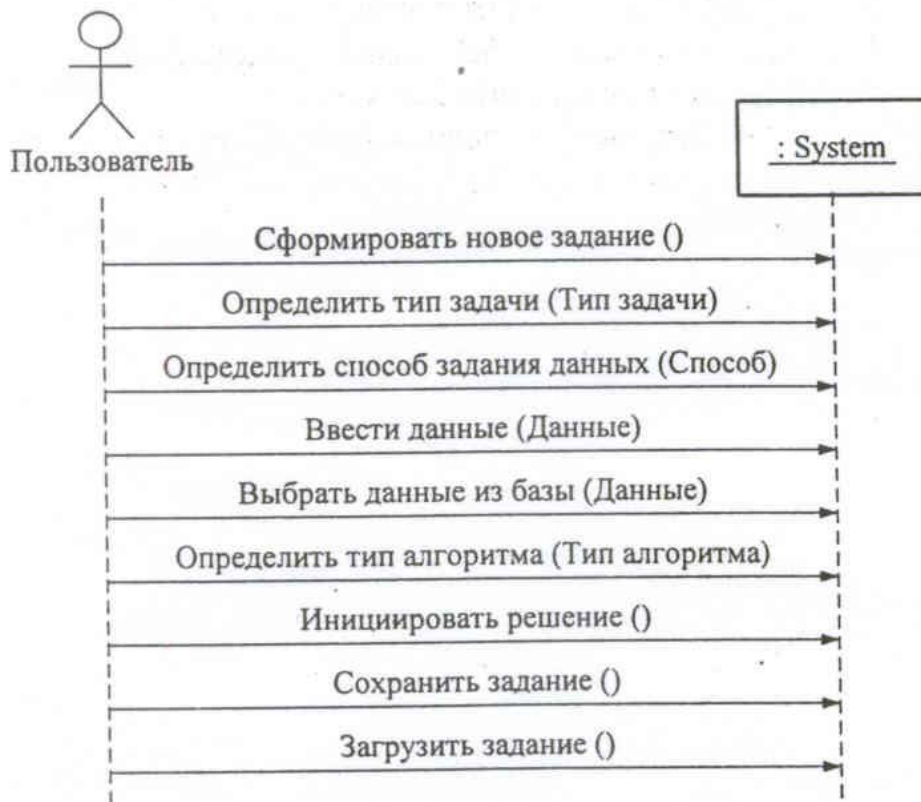 Пользователь
: System
Сформировать новое задание ()
Определить тип задачи (Тип задачи)
Определить способ задания данных (Способ)
Ввести данные (Данные)
Выбрать данные из базы (Данные)
Определить тип алгоритма (Тип алгоритма)
Инициировать решение ()
Сохранить задание ()
Загрузить задание ()